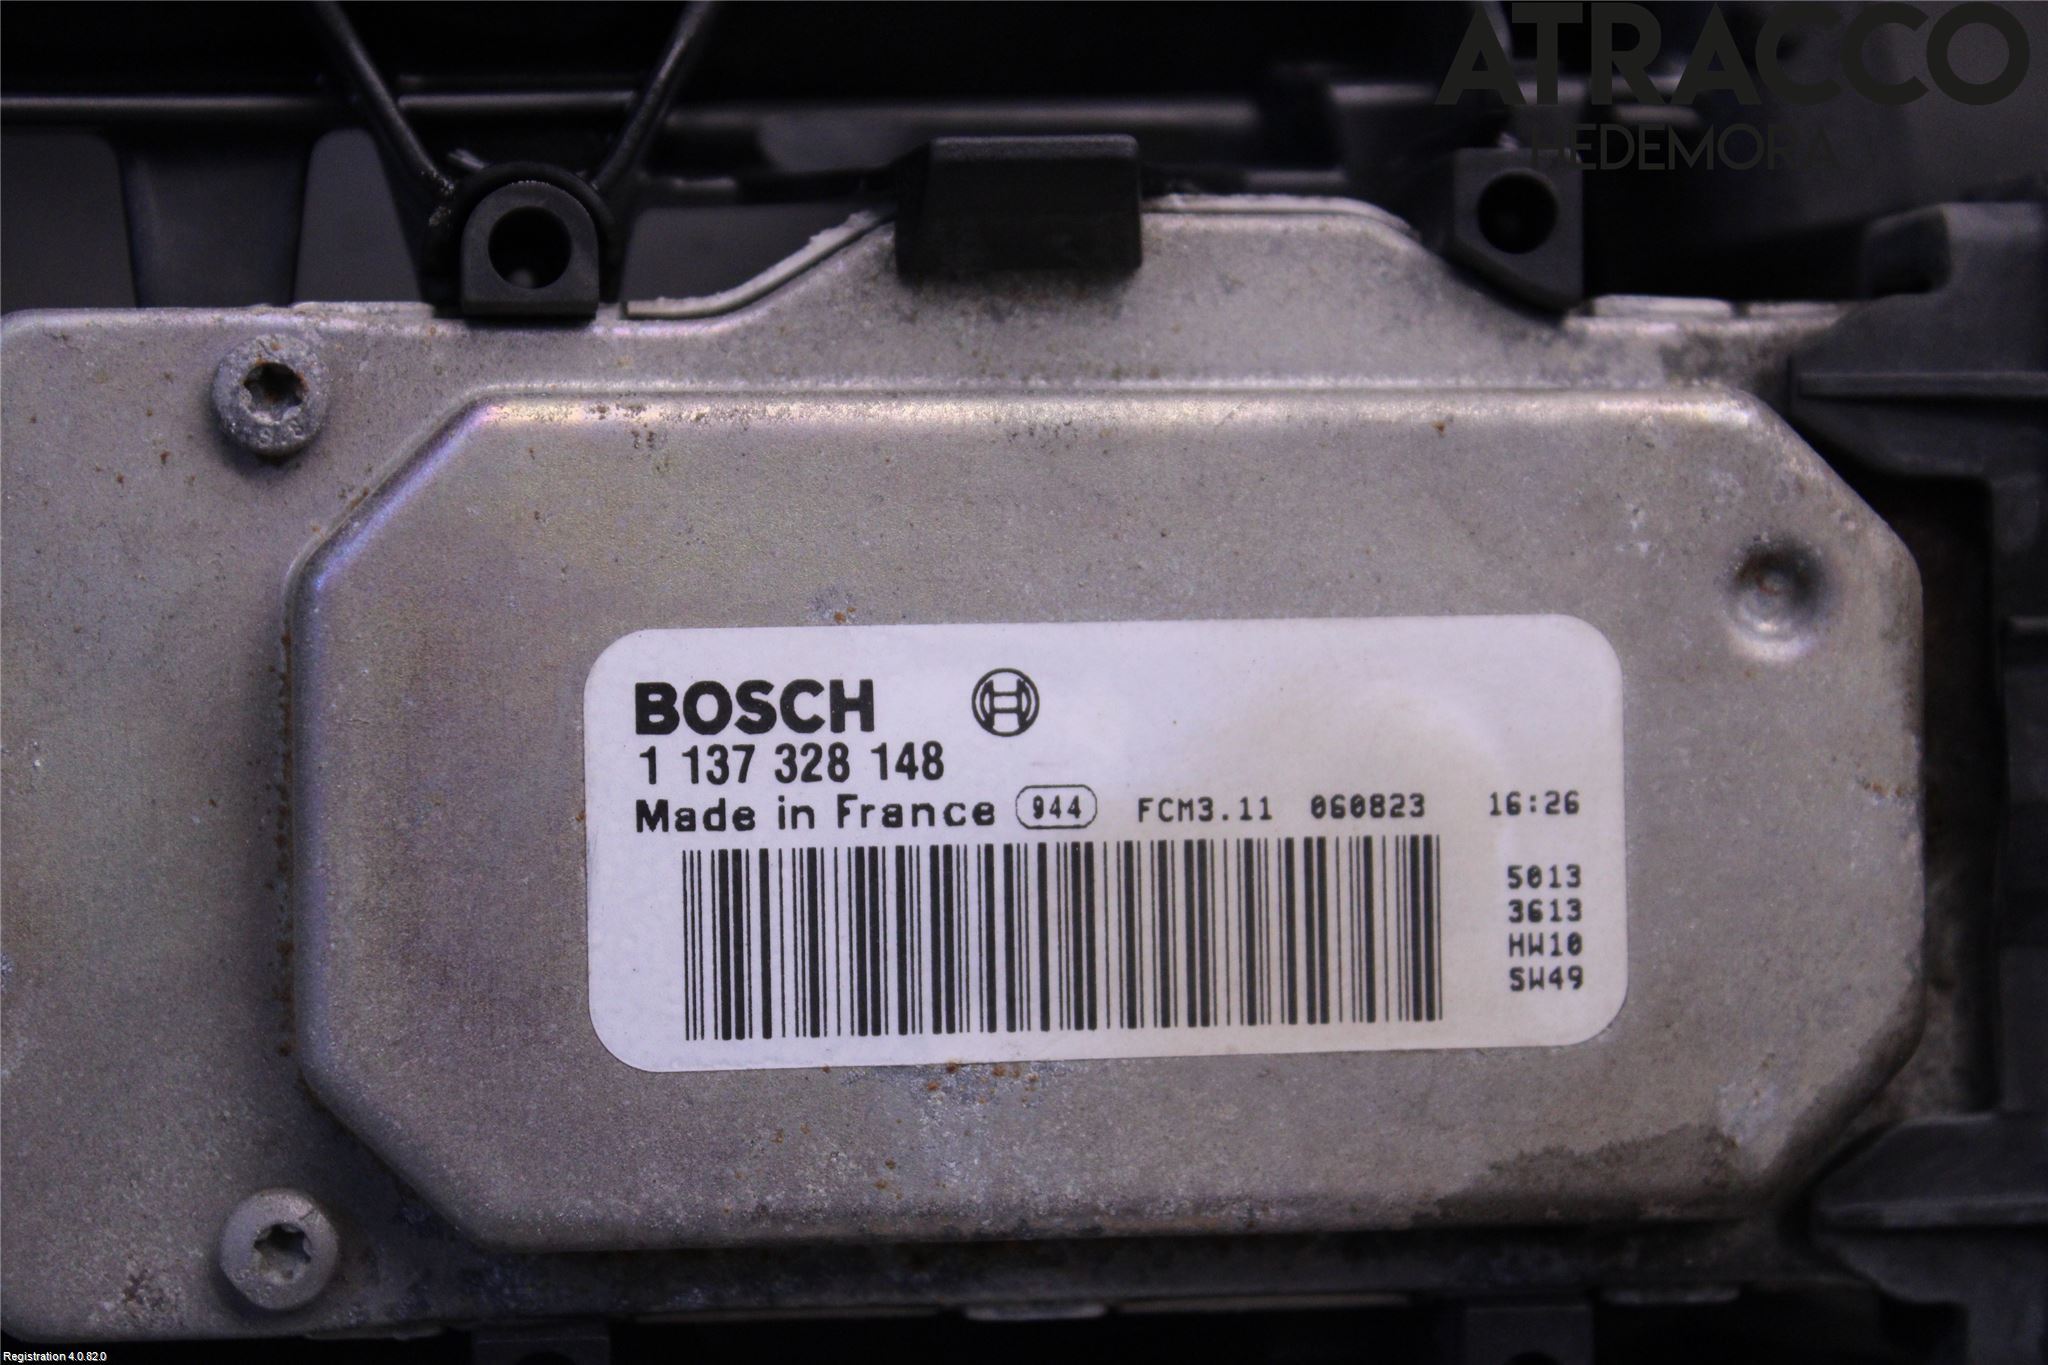 ATRACCO
HEDEMORA
BOSCH
1 137 328 148
Made in France 944 FCM3.11 060823 16:26
5013
3613
HW10
SW49
Registration 4.0.82.0